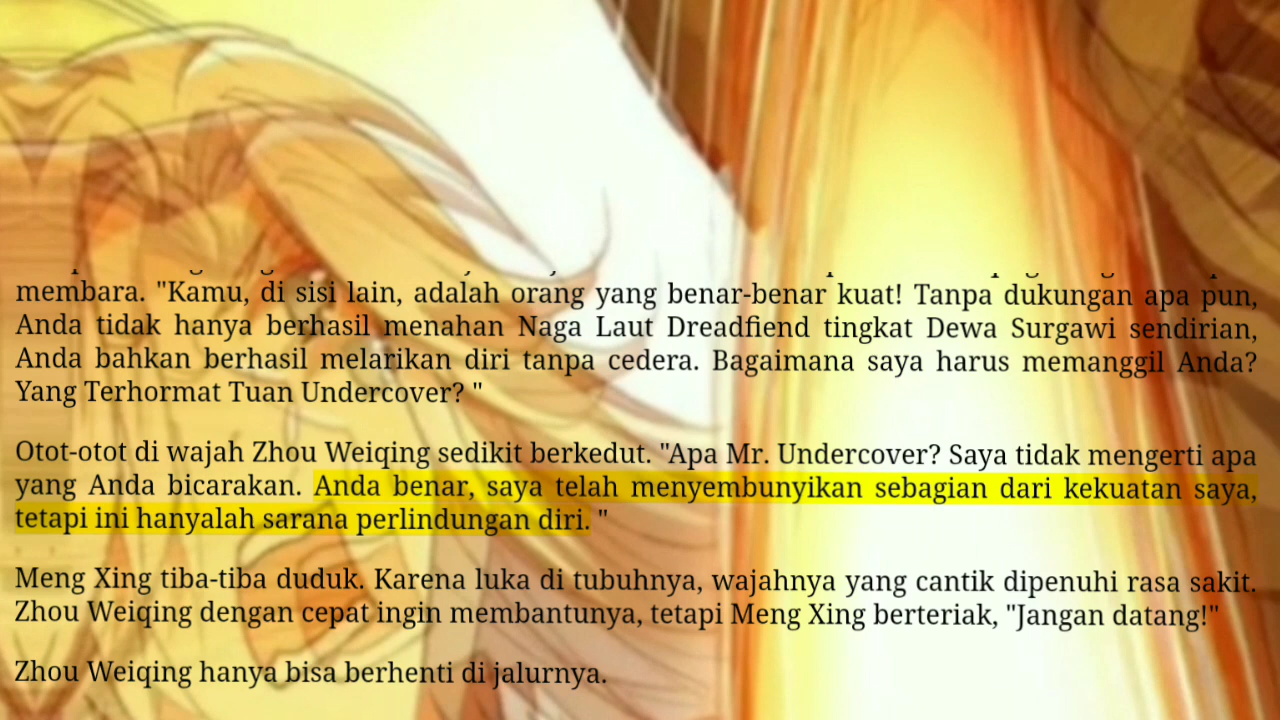 membara. "Kamu, di sisi lain, adalah orang yang benar-benar kuat! Tanpa dukungan apa pun,
Anda tidak hanya berhasil menahan Naga Laut Dreadfiend tingkat Dewa Surgawi sendirian,
Anda bahkan berhasil melarikan diri tanpa cedera. Bagaimana saya harus memanggil Anda?
Yang Terhormat Tuan Undercover? "
Otot-otot di wajah Zhou Weiqing sedikit berkedut. "Apa Mr. Undercover? Saya tidak mengerti apa
yang Anda bicarakan. Anda benar, saya telah menyembunyikan sebagian dari kekuatan saya,
tetapi ini hanyalah sarana perlindungan diri. "
Meng Xing tiba-tiba duduk. Karena luka di tubuhnya, wajahnya yang cantik dipenuhi rasa sakit.
Zhou Weiqing dengan cepat ingin membantunya, tetapi Meng Xing berteriak, "Jangan datang!"
Zhou Weiqing hanya bisa berhenti di jalurnya.